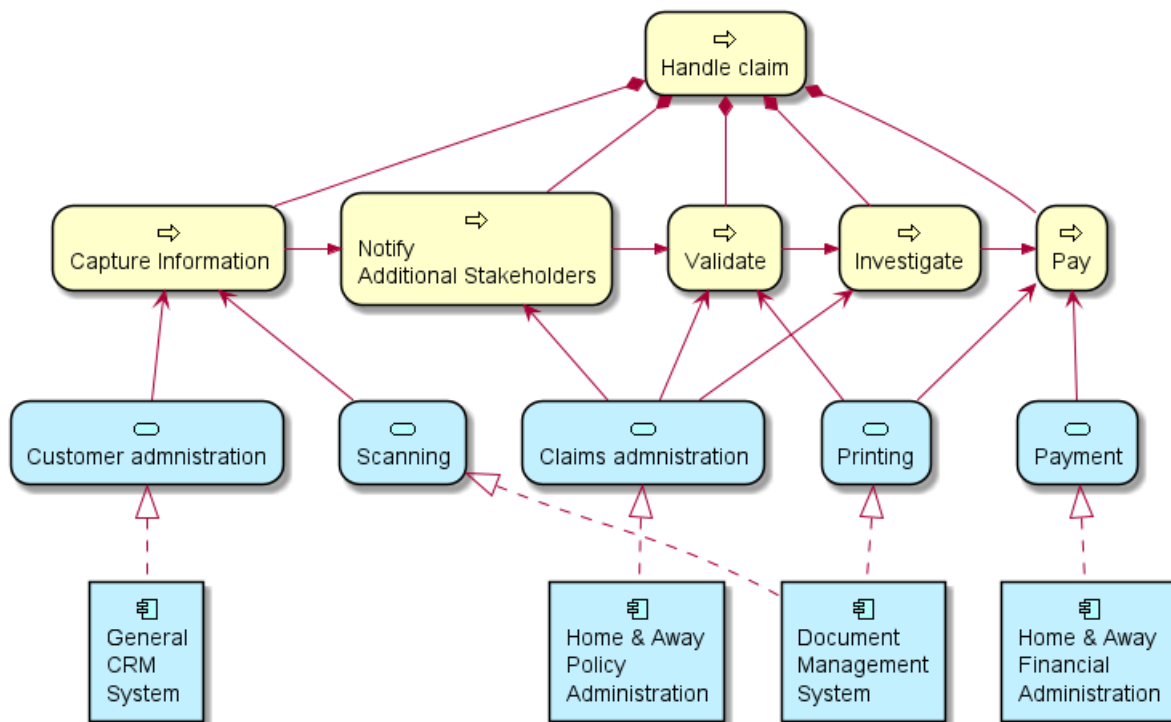 Handle claim
Capture Information
Notify
Additional Stakeholders
Validate
Investigate
Pay
Customer admnistration
Scanning
Claims admnistration
Printing
Payment
General
CRM
System
Home & Away
Policy
Administration
Document
Management
System
Home & Away
Financial
Administration